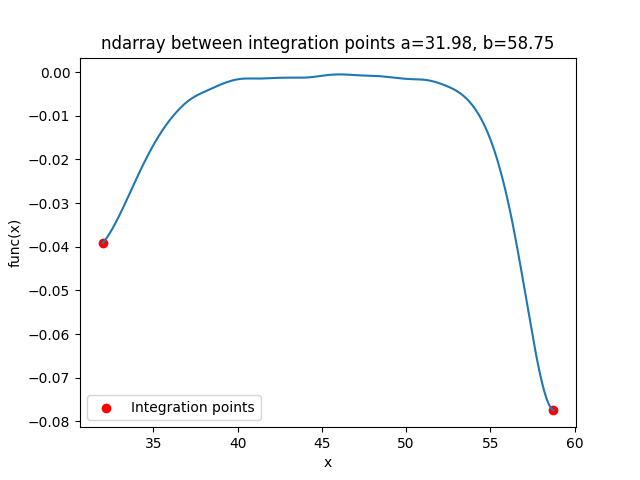 ndarray between integration points a=31.98, b=58.75
0.00
−0.01
−0.02
−0.03
−0.04
−0.05
−0.06
−0.07
−0.08
func(x)
Integration points
35 40 45 50 55 60
x